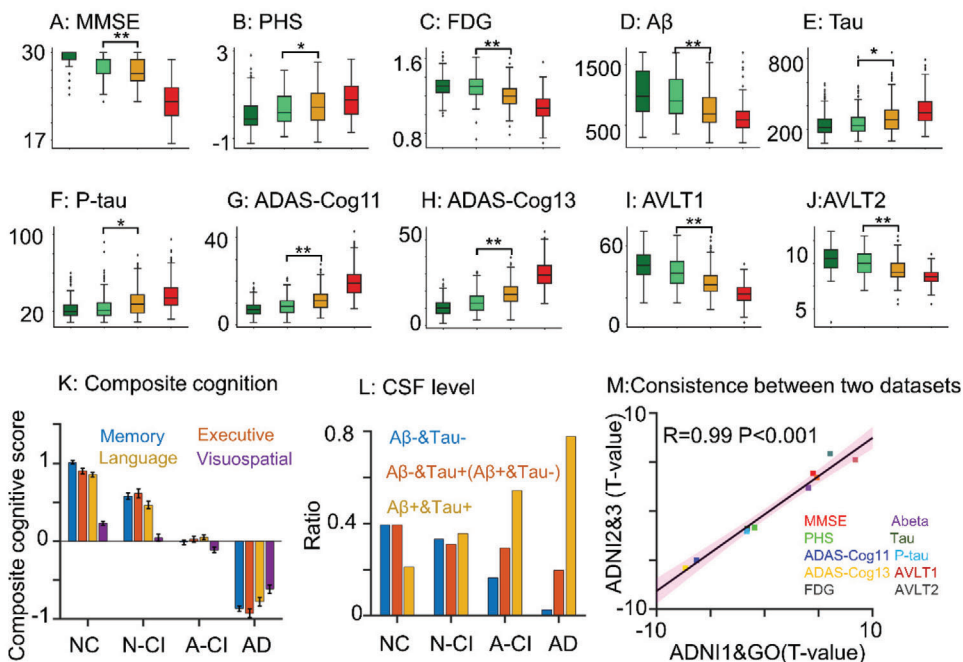 A: MMSE
B: PHS
C: FDG
D: Aβ
E: Tau
30
17
**
3
-1
*
1.6
0.8
**
1500
500
**
800
200
*
F: P-tau
G: ADAS-Cog11
H: ADAS-Cog13
I: AVLT1
J:AVLT2
100
20
*
40
0
**
50
0
**
60
0
**
10
5
**
K: Composite cognition
Composite cognitive score
Memory
Executive
Language
Visuospatial
1
0
-1
NC
N-CI
A-CI
AD
L: CSF level
Ratio
0.8
0.4
0
Aβ-&Tau-
Aβ-&Tau+(Aβ+&Tau-)
Aβ+&Tau+
NC
N-CI
A-CI
AD
M:Consistence between two datasets
ADNI2&3 (T-value)
10
R=0.99 P<0.001
MMSE
Abeta
PHS
Tau
ADAS-Cog11
P-tau
ADAS-Cog13
AVLT1
FDG
AVLT2
-10
-10
10
ADNI1&GO(T-value)